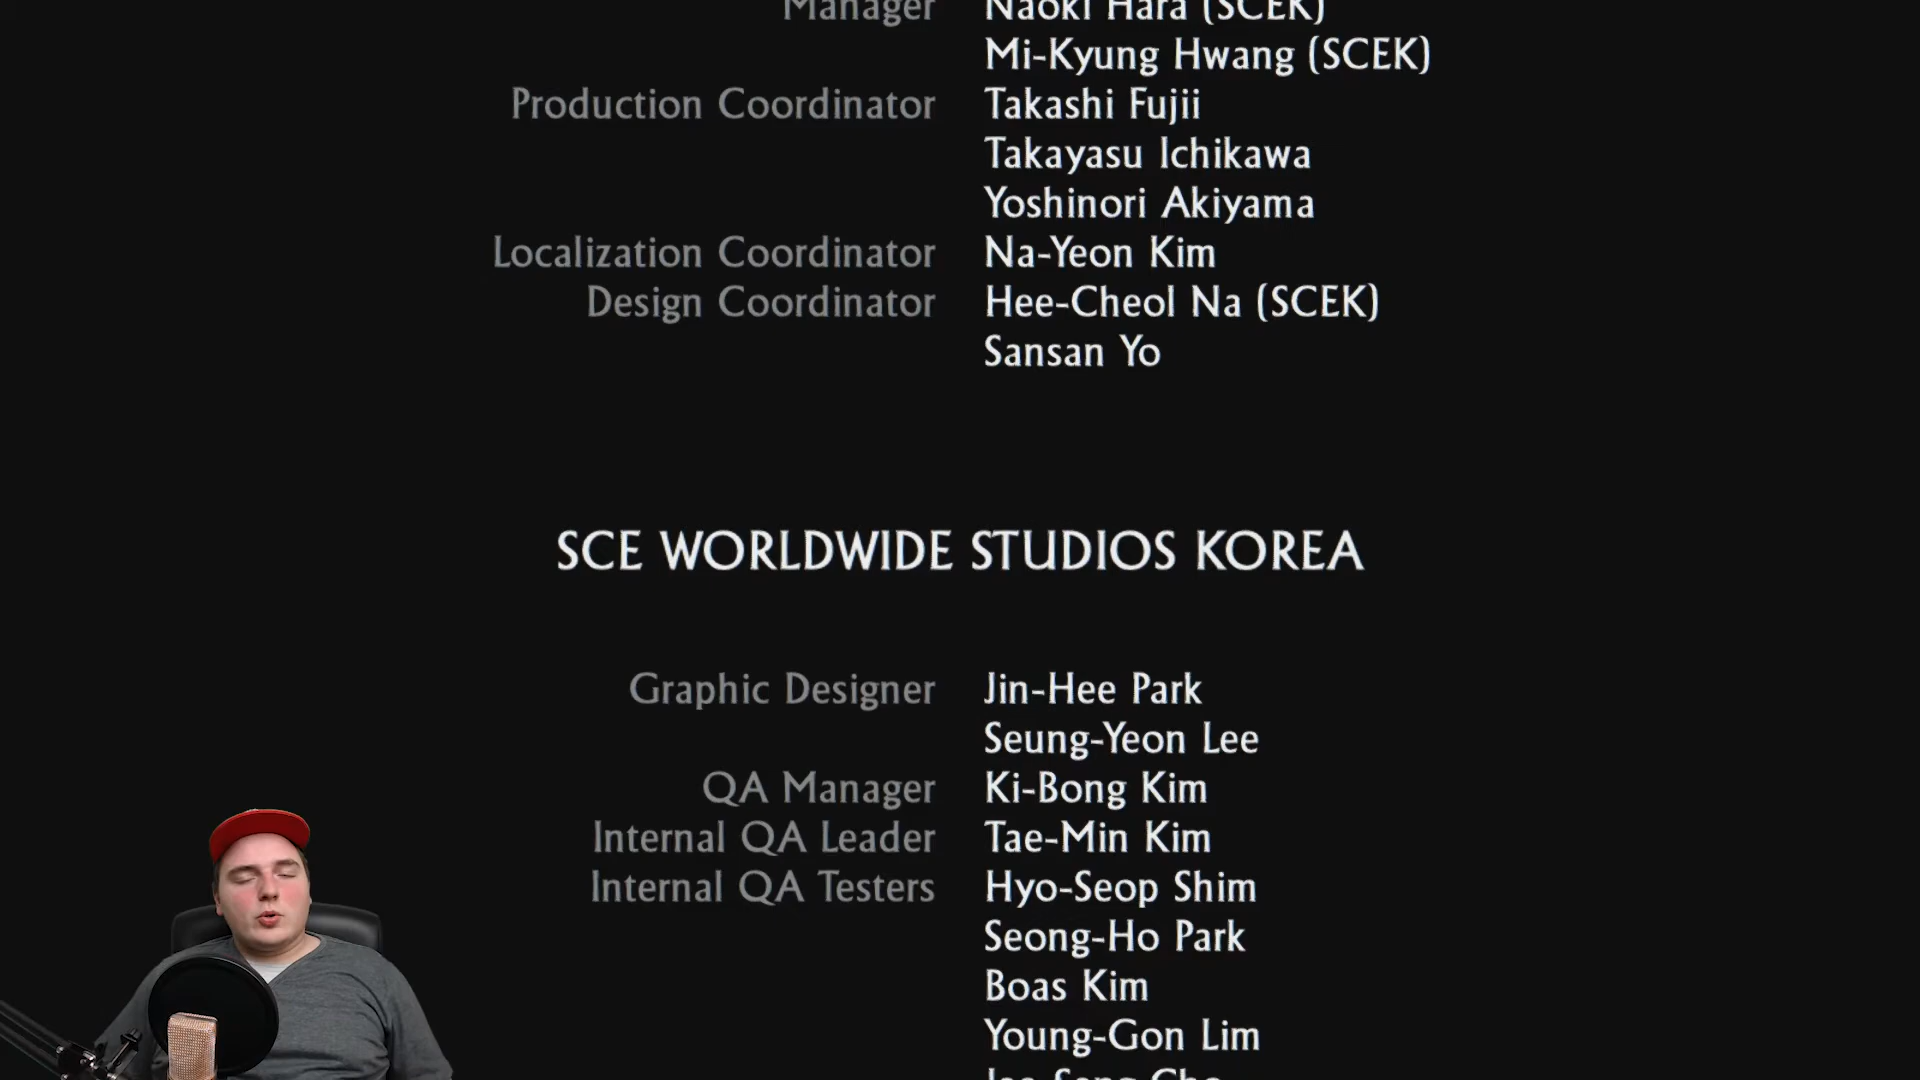 Manager Naoki Hara (SCEK)
Mi-Kyung Hwang (SCEK)
Production Coordinator Takashi Fujii
Takayasu Ichikawa
Yoshinori Akiyama
Localization Coordinator Na-Yeon Kim
Design Coordinator Hee-Cheol Na (SCEK)
Sansan Yo
SCE WORLDWIDE STUDIOS KOREA
Graphic Designer Jin-Hee Park
Seung-Yeon Lee
QA Manager Ki-Bong Kim
Internal QA Leader Tae-Min Kim
Internal QA Testers Hyo-Seop Shim
Seong-Ho Park
Boas Kim
Young-Gon Lim